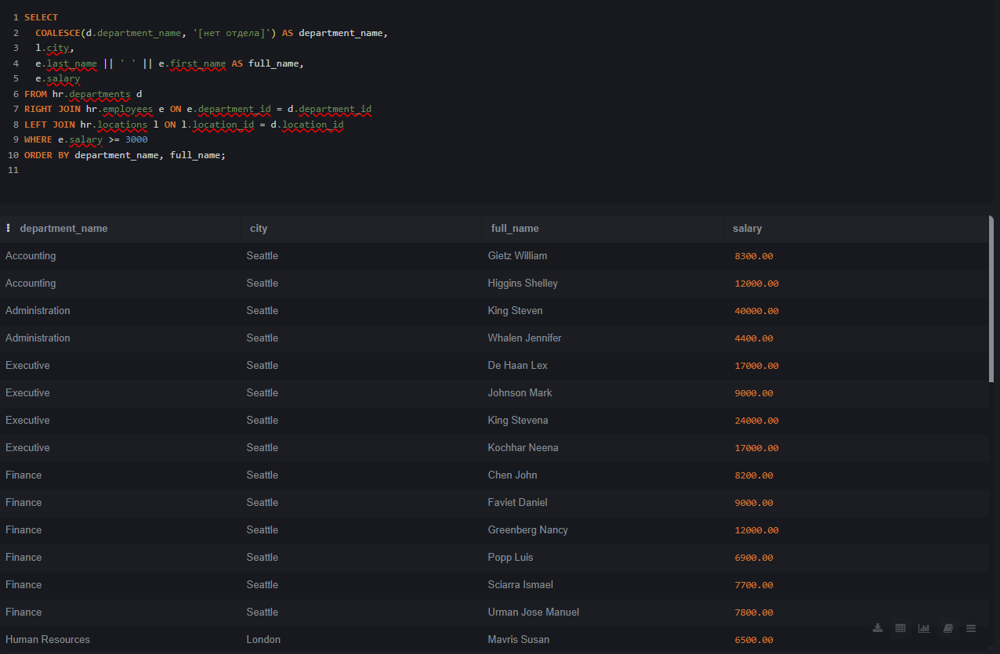 1 SELECT
2 COALESCE(d.department_name, '[нет отдела]') AS department_name,
3 l.city,
4 e.last_name || ' ' || e.first_name AS full_name,
5 e.salary
6 FROM hr.departments d
7 RIGHT JOIN hr.employees e ON e.department_id = d.department_id
8 LEFT JOIN hr.locations l ON l.location_id = d.location_id
9 WHERE e.salary >= 3000
10 ORDER BY department_name, full_name;
11
department_name city full_name salary
Accounting Seattle Gietz William 8300.00
Accounting Seattle Higgins Shelley 12000.00
Administration Seattle King Steven 40000.00
Administration Seattle Whalen Jennifer 4400.00
Executive Seattle De Haan Lex 17000.00
Executive Seattle Johnson Mark 9000.00
Executive Seattle King Stevena 24000.00
Executive Seattle Kochhar Neena 17000.00
Finance Seattle Chen John 8200.00
Finance Seattle Faviet Daniel 9000.00
Finance Seattle Greenberg Nancy 12000.00
Finance Seattle Popp Luis 6900.00
Finance Seattle Sciarra Ismael 7700.00
Finance Seattle Urman Jose Manuel 7800.00
Human Resources London Mavris Susan 6500.00